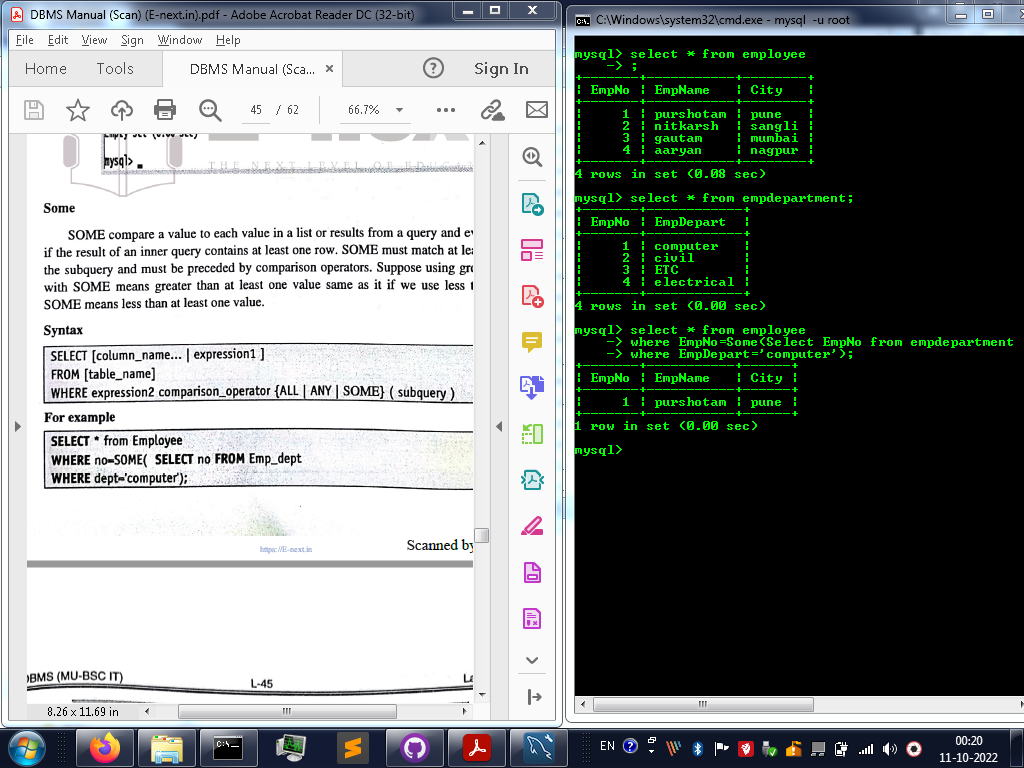 DBMS Manual (Scan) (E-next.in).pdf - Adobe Acrobat Reader DC (32-bit)
File Edit View Sign Window Help
Home Tools DBMS Manual (Sca... × ? Sign In
45 / 62 66.7%
mysql>
THE NEXT LEVEL OF
Some
SOME compare a value to each value in a list or results from a query and
if the result of an inner query contains at least one row. SOME must match at
the subquery and must be preceded by comparison operators. Suppose using
with SOME means greater than at least one value same as it if we use less
SOME means less than at least one value.
Syntax
SELECT [column_name... | expression1 ]
FROM [table_name]
WHERE expression2 comparison_operator {ALL | ANY | SOME} ( subquery )
For example
SELECT * from Employee
WHERE no=SOME( SELECT no FROM Emp_dept
WHERE dept='computer');
https://E-next.in
Scanned by
DBMS (MU-BSC IT) L-45
8.26 x 11.69 in
C:\Windows\system32\cmd.exe - mysql -u root
mysql> select * from employee
-> ;
+-------+-----------+--------+
| EmpNo | EmpName | City |
+-------+-----------+--------+
| 1 | purshotam | pune |
| 2 | nitkarsh | sangli |
| 3 | gautam | mumbai |
| 4 | aaryan | nagpur |
+-------+-----------+--------+
4 rows in set (0.08 sec)
mysql> select * from empdepartment;
+-------+------------+
| EmpNo | EmpDepart |
+-------+------------+
| 1 | computer |
| 2 | civil |
| 3 | ETC |
| 4 | electrical |
+-------+------------+
4 rows in set (0.00 sec)
mysql> select * from employee
-> where EmpNo=Some(Select EmpNo from empdepartment
-> where EmpDepart='computer');
+-------+-----------+------+
| EmpNo | EmpName | City |
+-------+-----------+------+
| 1 | purshotam | pune |
+-------+-----------+------+
1 row in set (0.00 sec)
mysql>
EN 00:20
11-10-2022